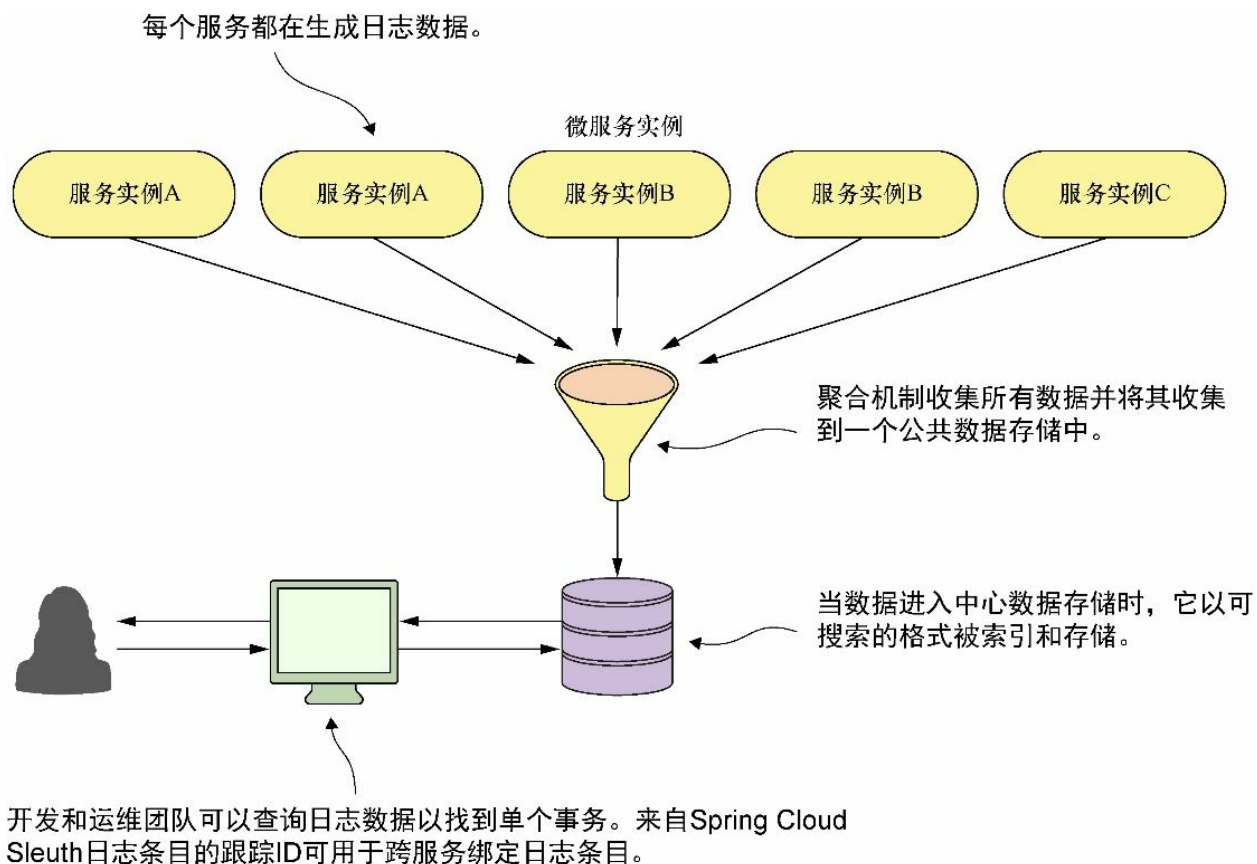 每个服务都在生成日志数据。
微服务实例
服务实例A
服务实例A
服务实例B
服务实例B
服务实例C
聚合机制收集所有数据并将其收集
到一个公共数据存储中。
当数据进入中心数据存储时，它以可
搜索的格式被索引和存储。
开发和运维团队可以查询日志数据以找到单个事务。来自Spring Cloud
Sleuth日志条目的跟踪ID可用于跨服务绑定日志条目。